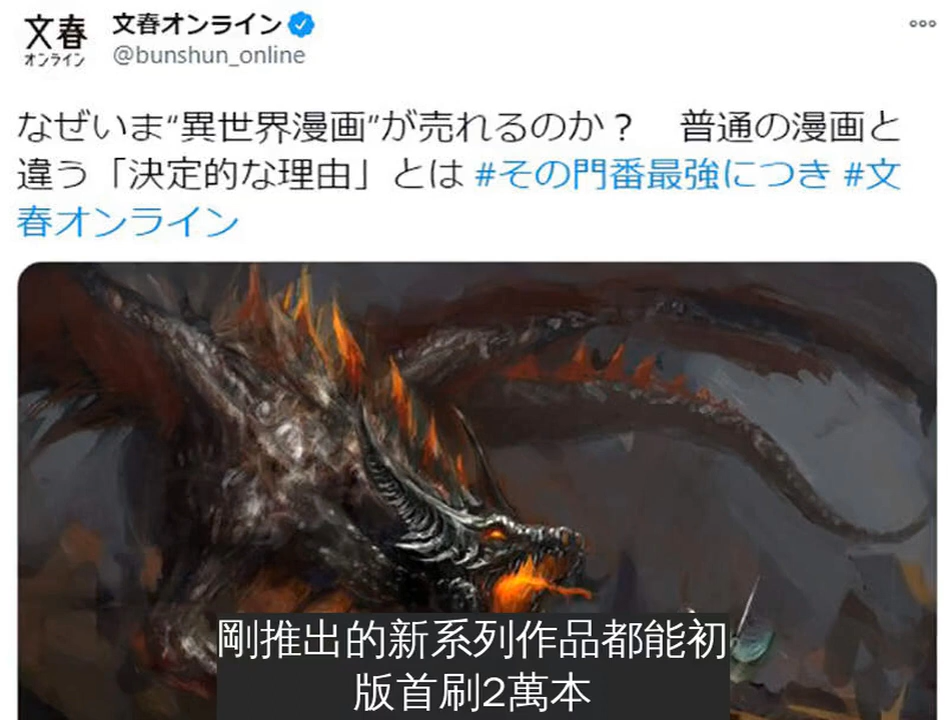 文春
オンライン
文春オンライン
@bunshun_online
なぜいま“異世界漫画”が売れるのか？　普通の漫画と
違う「決定的な理由」とは #その門番最強につき #文
春オンライン
剛推出的新系列作品都能初
版首刷2萬本